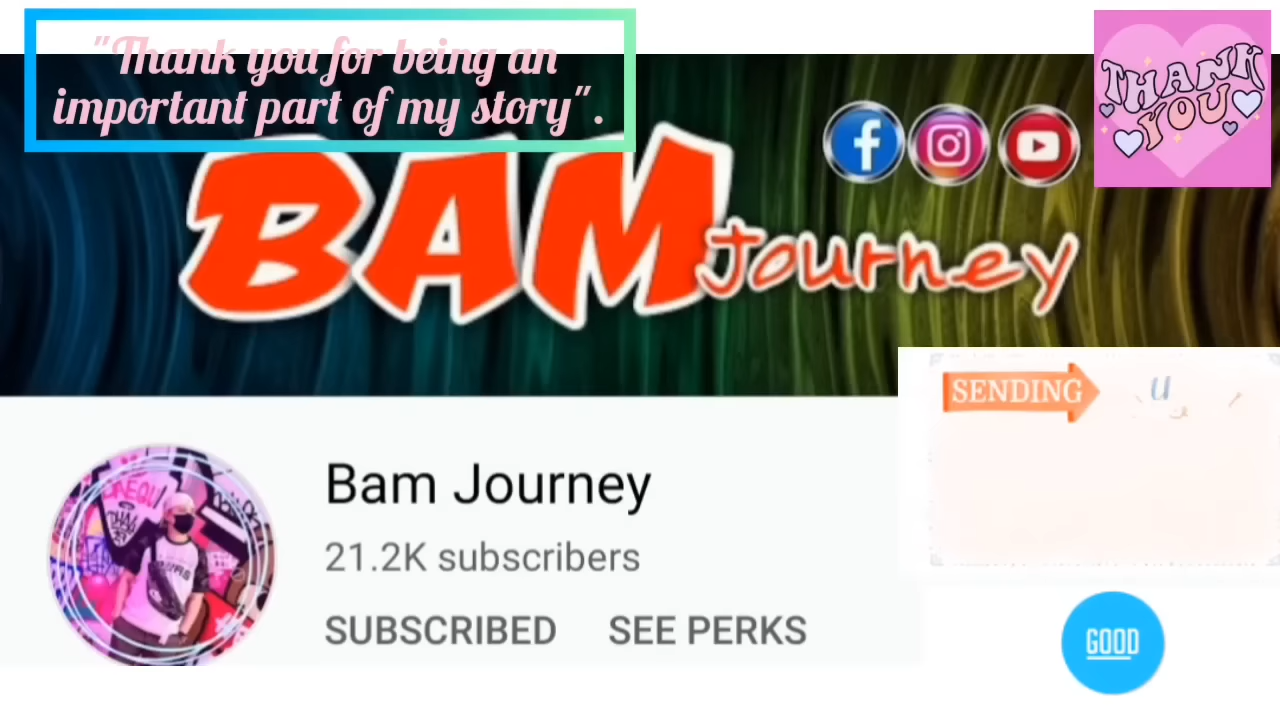 "Thank you for being an
important part of my story".
THANK
YOU
BAM
Journey
SENDING
u
Bam Journey
21.2K subscribers
SUBSCRIBED SEE PERKS
GOOD